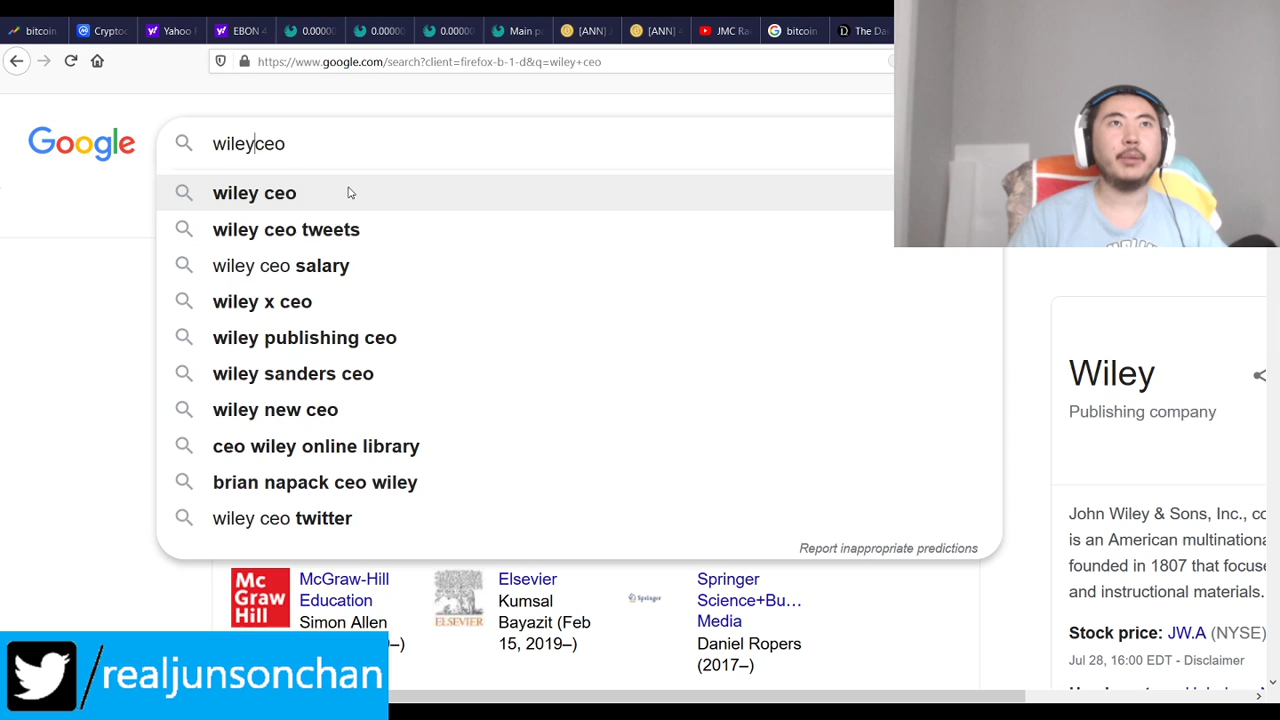 bitcoin
Cryptoc
Yahoo
EBON
0.00000
0.00000
0.00000
Main p
[ANN]
[ANN]
JMC Ra
bitcoin
The Da
https://www.google.com/search?client=firefox-b-1-d&q=wiley+ceo
Google
wileyceo
wiley ceo
wiley ceo tweets
wiley ceo salary
wiley x ceo
wiley publishing ceo
wiley sanders ceo
wiley new ceo
ceo wiley online library
brian napack ceo wiley
wiley ceo twitter
Report inappropriate predictions
Mc
Graw
Hill
McGraw-Hill
Education
Simon Allen
–)
ELSEVIER
Elsevier
Kumsal
Bayazit (Feb
15, 2019–)
Springer
Springer
Science+Bu…
Media
Daniel Ropers
(2017–)
Wiley
Publishing company
John Wiley & Sons, Inc., co
is an American multinationa
founded in 1807 that focuse
and instructional materials.
Stock price: JW.A (NYSE)
Jul 28, 16:00 EDT - Disclaimer
/realjunsonchan